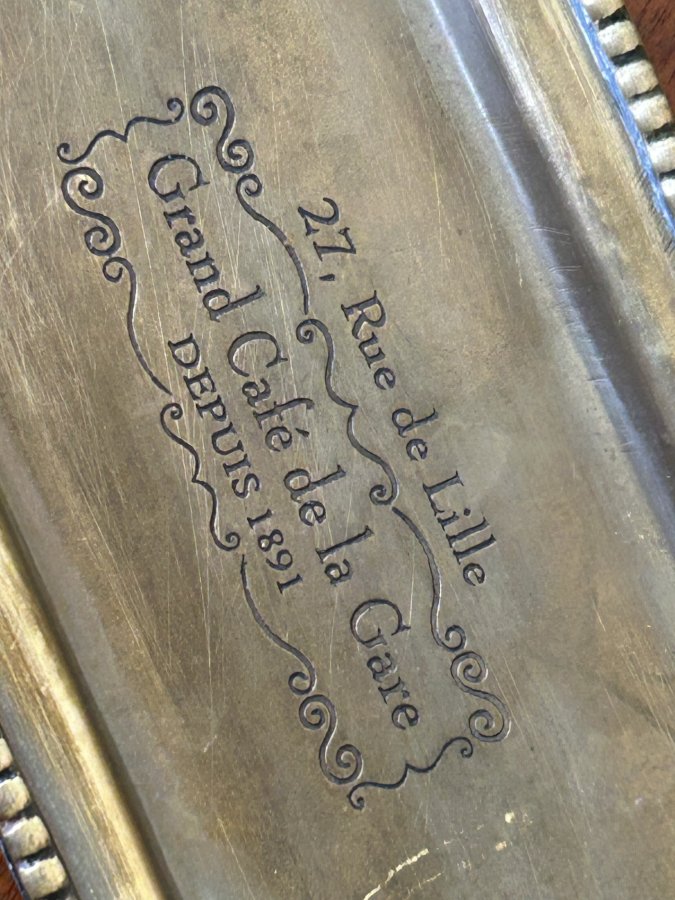 27, Rue de Lille
Grand Café de la Gare
DEPUIS 1891